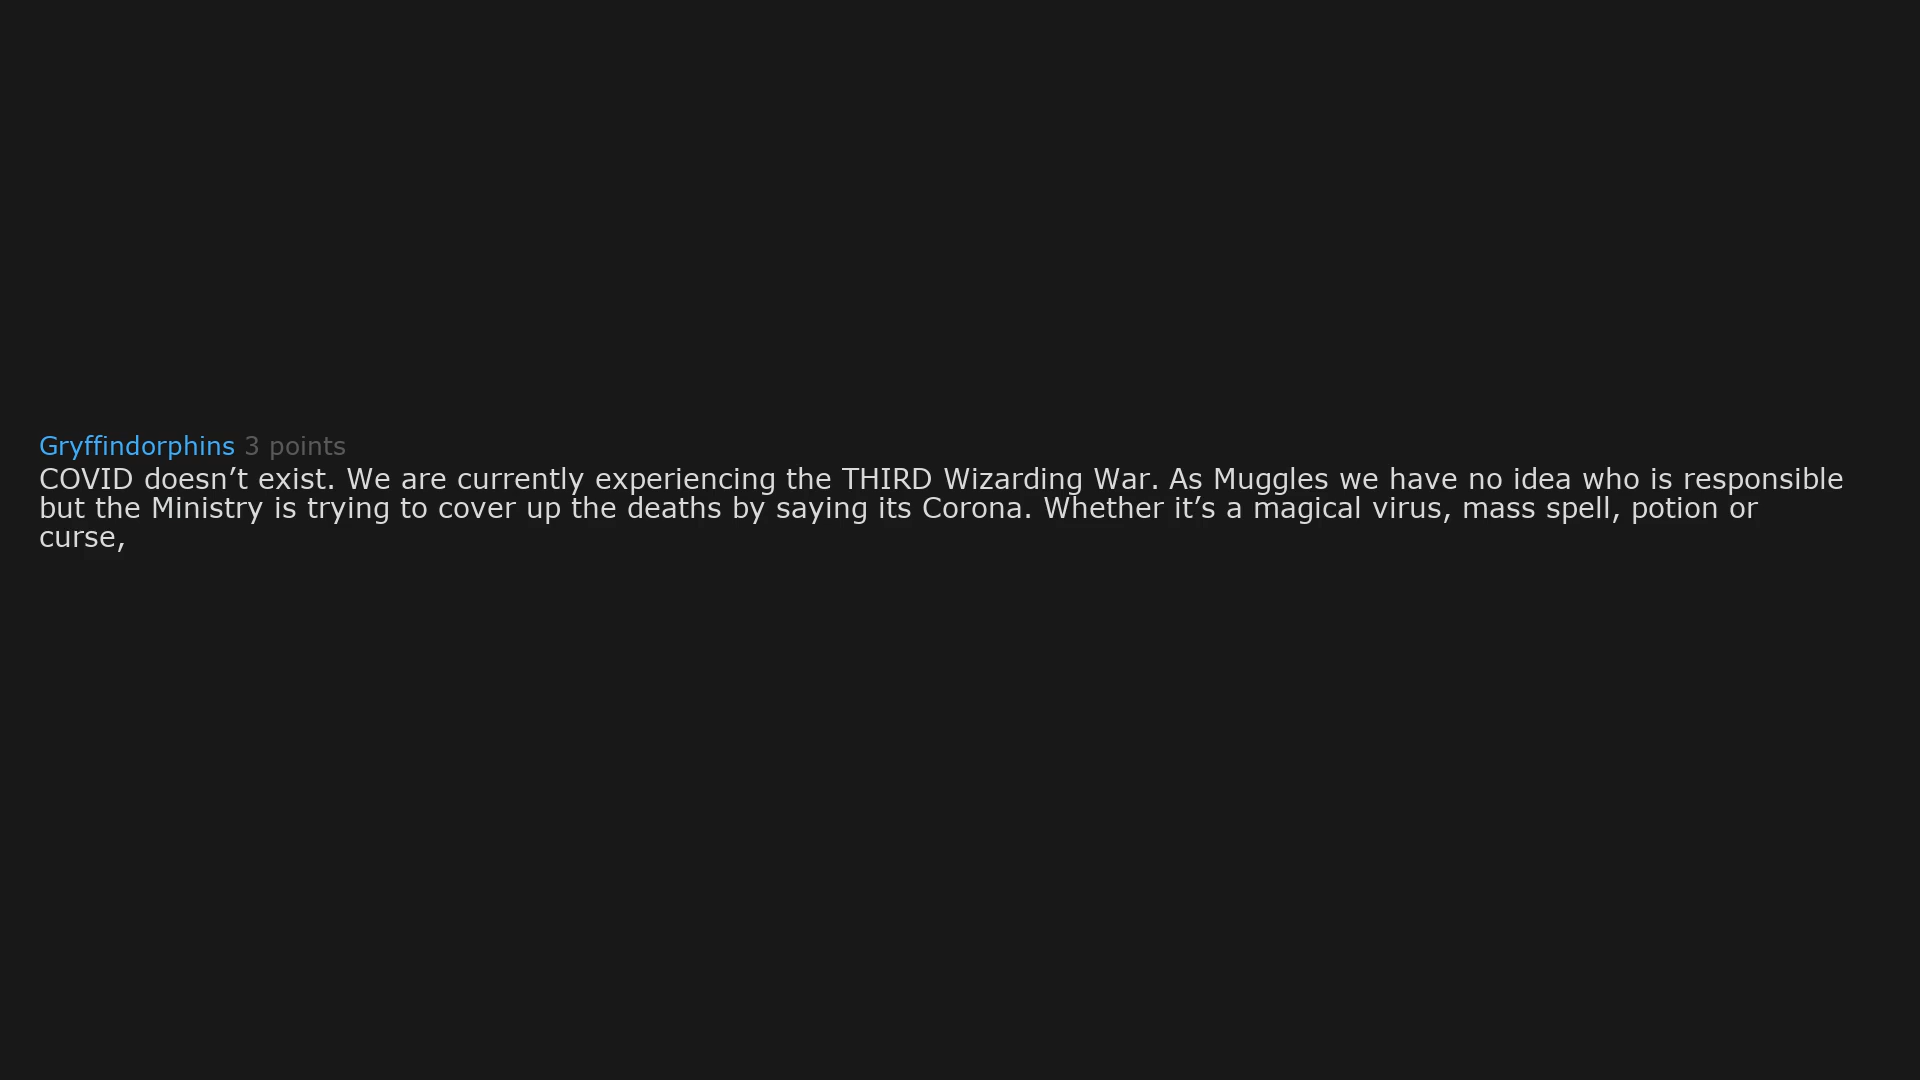 Gryffindorphins 3 points
COVID doesn’t exist. We are currently experiencing the THIRD Wizarding War. As Muggles we have no idea who is responsible
but the Ministry is trying to cover up the deaths by saying its Corona. Whether it’s a magical virus, mass spell, potion or
curse,